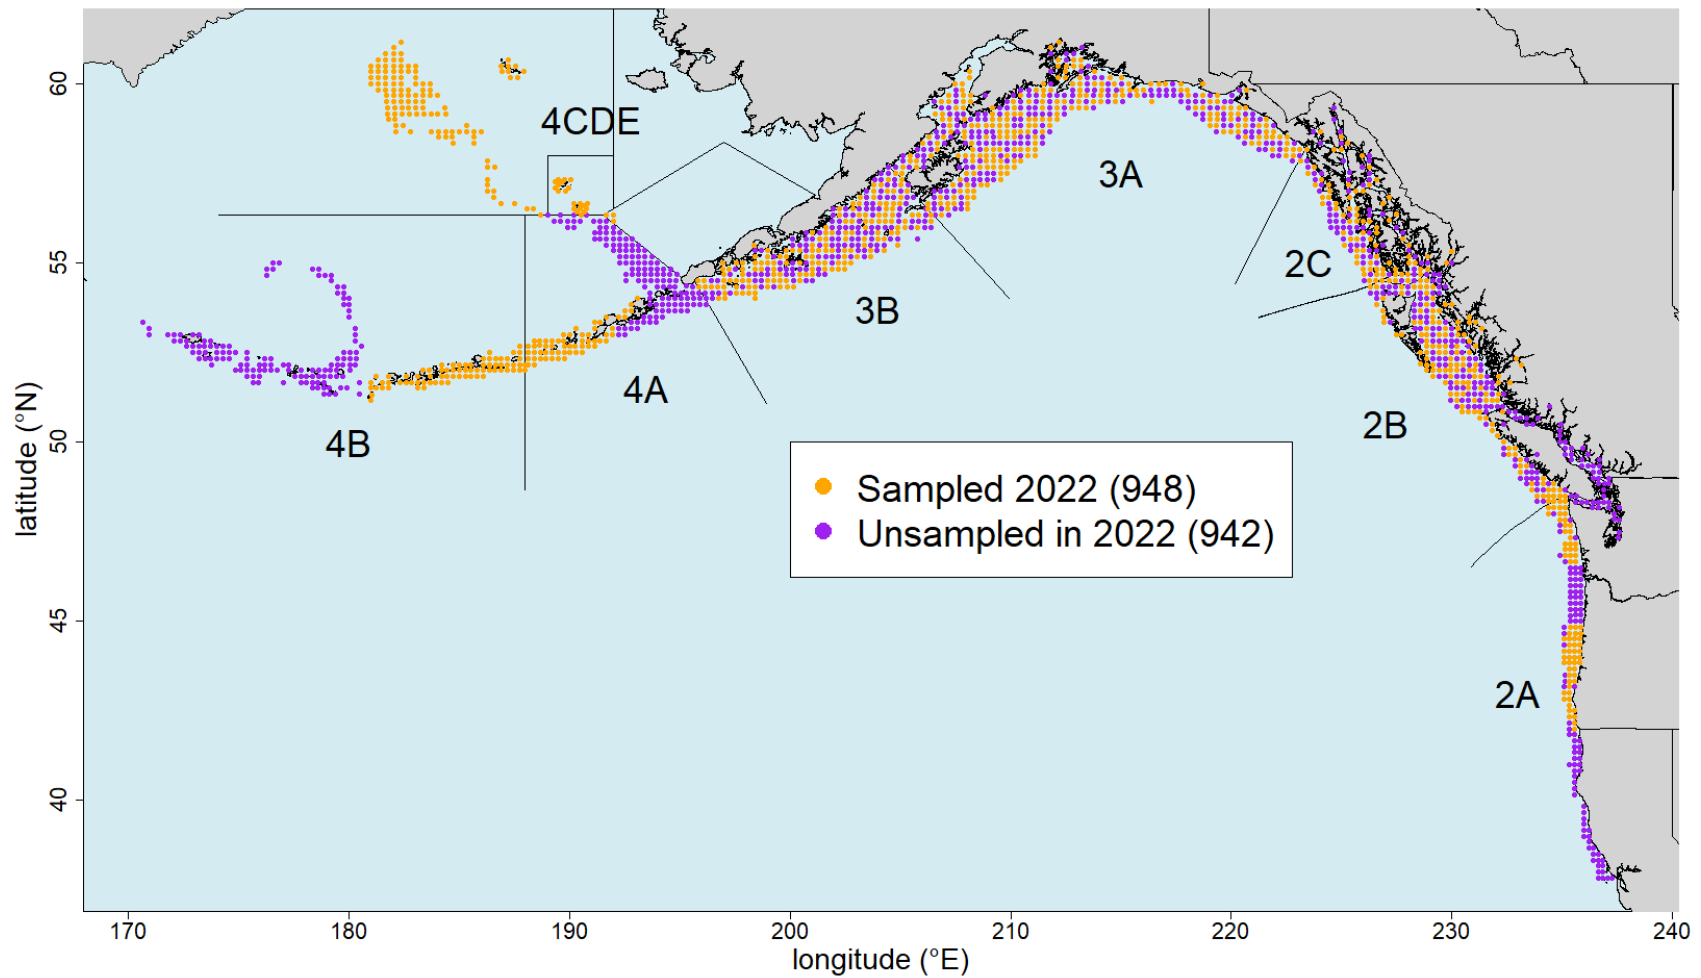 60
55
50
45
40
latitude (°N)
4CDE
3A
2C
3B
4A
2B
4B
2A
Sampled 2022 (948)
Unsampled in 2022 (942)
170
180
190
200
210
220
230
240
longitude (°E)